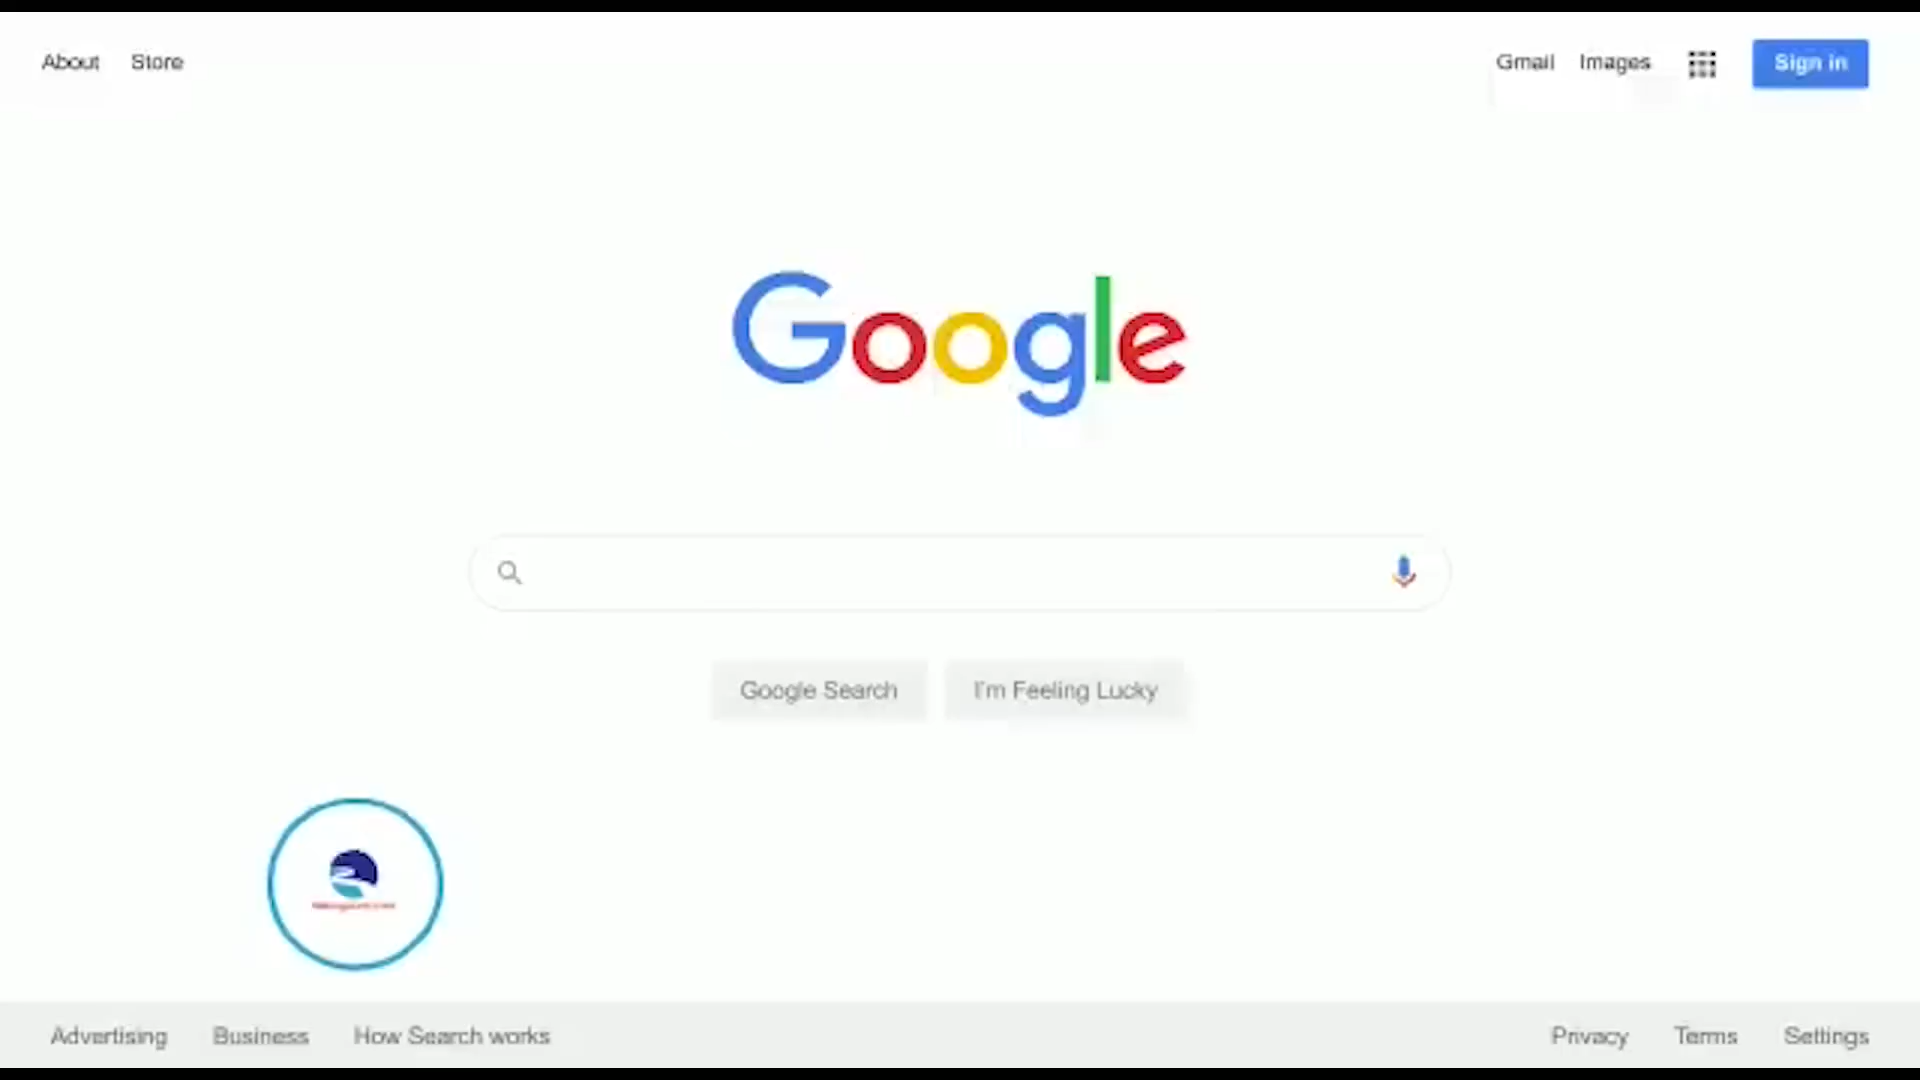 About Store
Gmail Images Sign in
Google
Google Search I'm Feeling Lucky
Advertising Business How Search works
Privacy Terms Settings